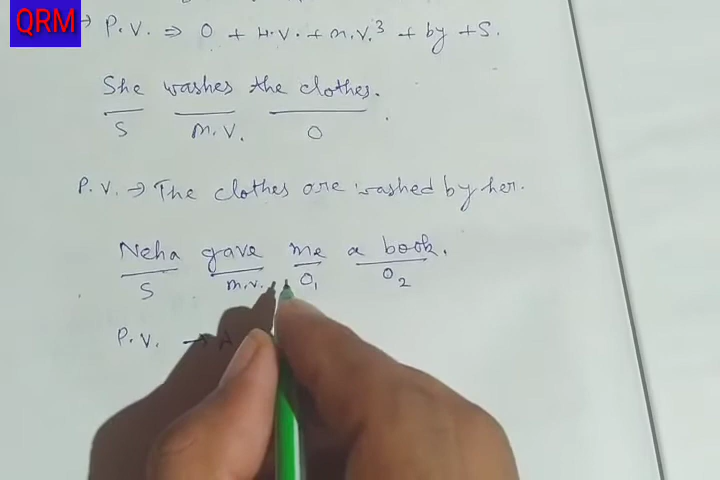 QRM
P.V. ⇒ O + H.V. + m.V.³ + by + S.
She washes the clothes.
S m.V. O
P.V. → The clothes are washed by her.
Neha gave me a book.
S m.v. O₁ O₂
P.V. → A